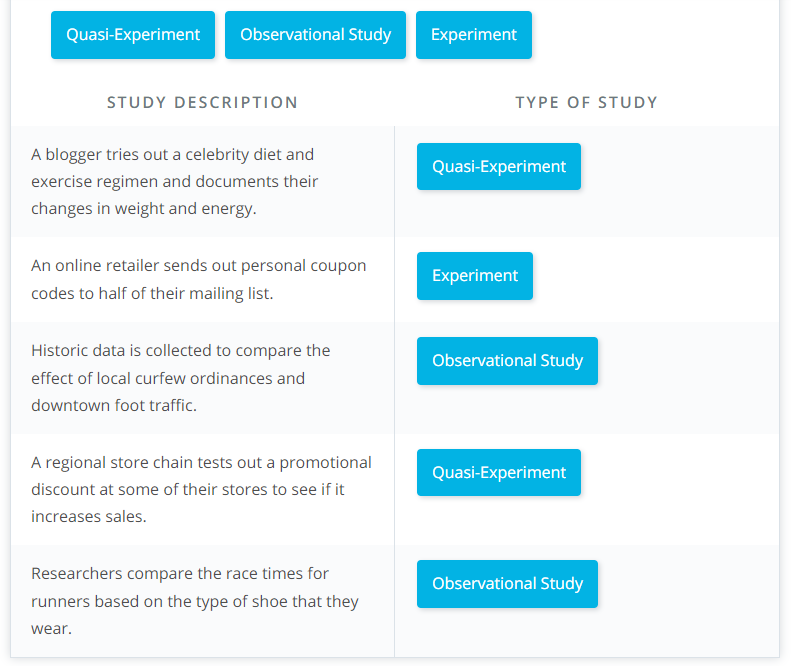 Quasi-Experiment Observational Study Experiment
STUDY DESCRIPTION TYPE OF STUDY
A blogger tries out a celebrity diet and
exercise regimen and documents their
changes in weight and energy.
Quasi-Experiment
An online retailer sends out personal coupon
codes to half of their mailing list.
Experiment
Historic data is collected to compare the
effect of local curfew ordinances and
downtown foot traffic.
Observational Study
A regional store chain tests out a promotional
discount at some of their stores to see if it
increases sales.
Quasi-Experiment
Researchers compare the race times for
runners based on the type of shoe that they
wear.
Observational Study